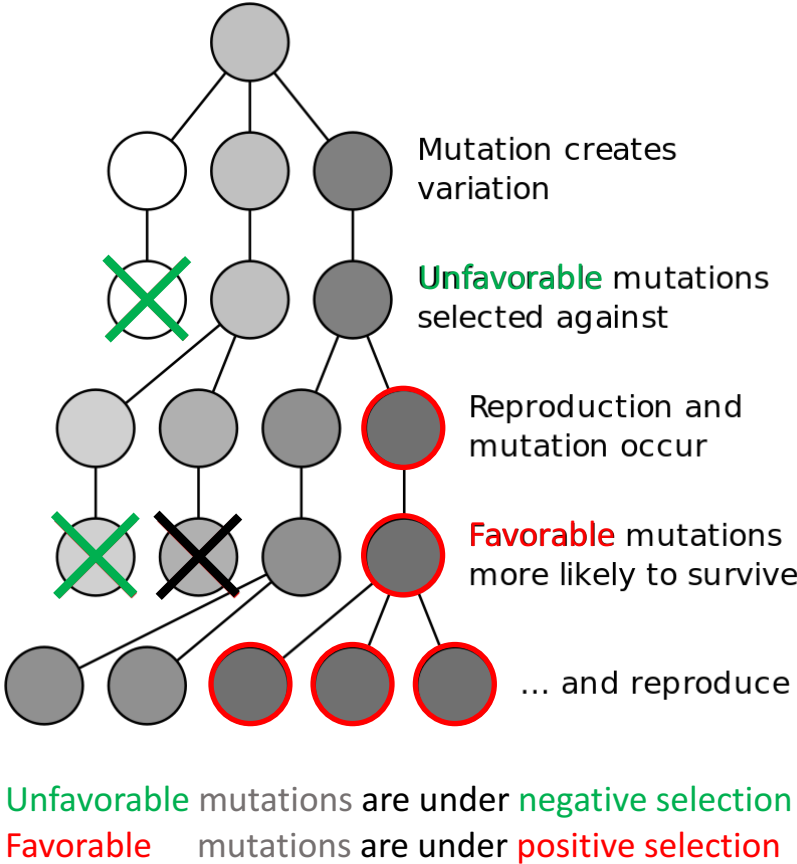 Mutation creates
variation
Unfavorable mutations
selected against
Reproduction and
mutation occur
Favorable mutations
more likely to survive
... and reproduce
Unfavorable mutations are under negative selection
Favorable mutations are under positive selection